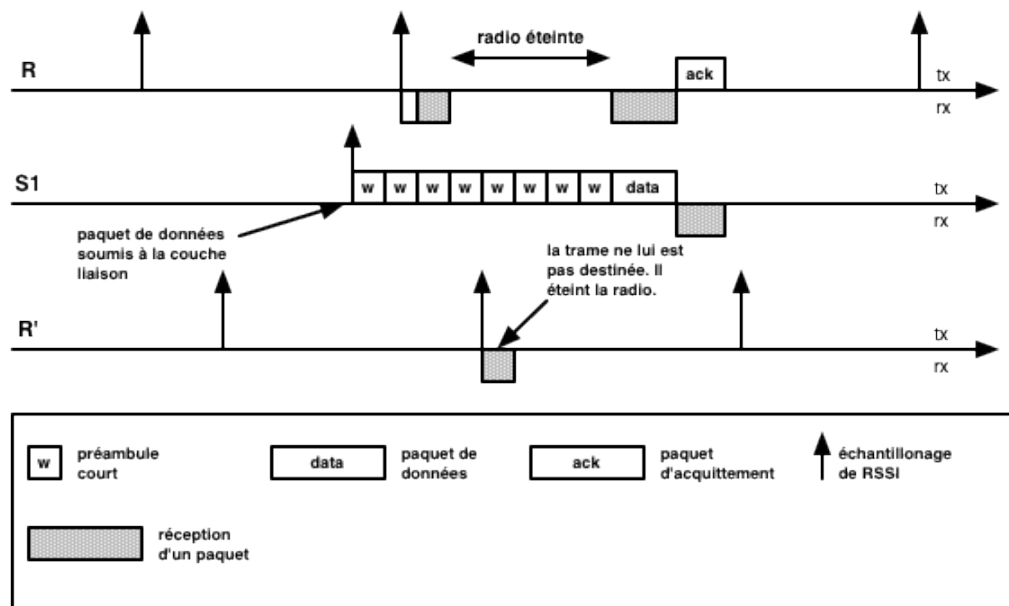 radio éteinte
R
ack
tx
rx
S1
w w w w w w w w data
tx
rx
paquet de données
soumis à la couche
liaison
la trame ne lui est
pas destinée. Il
éteint la radio.
R'
tx
rx
w
préambule
court
data
paquet de
données
ack
paquet
d'acquittement
échantillonage
de RSSI
réception
d'un paquet